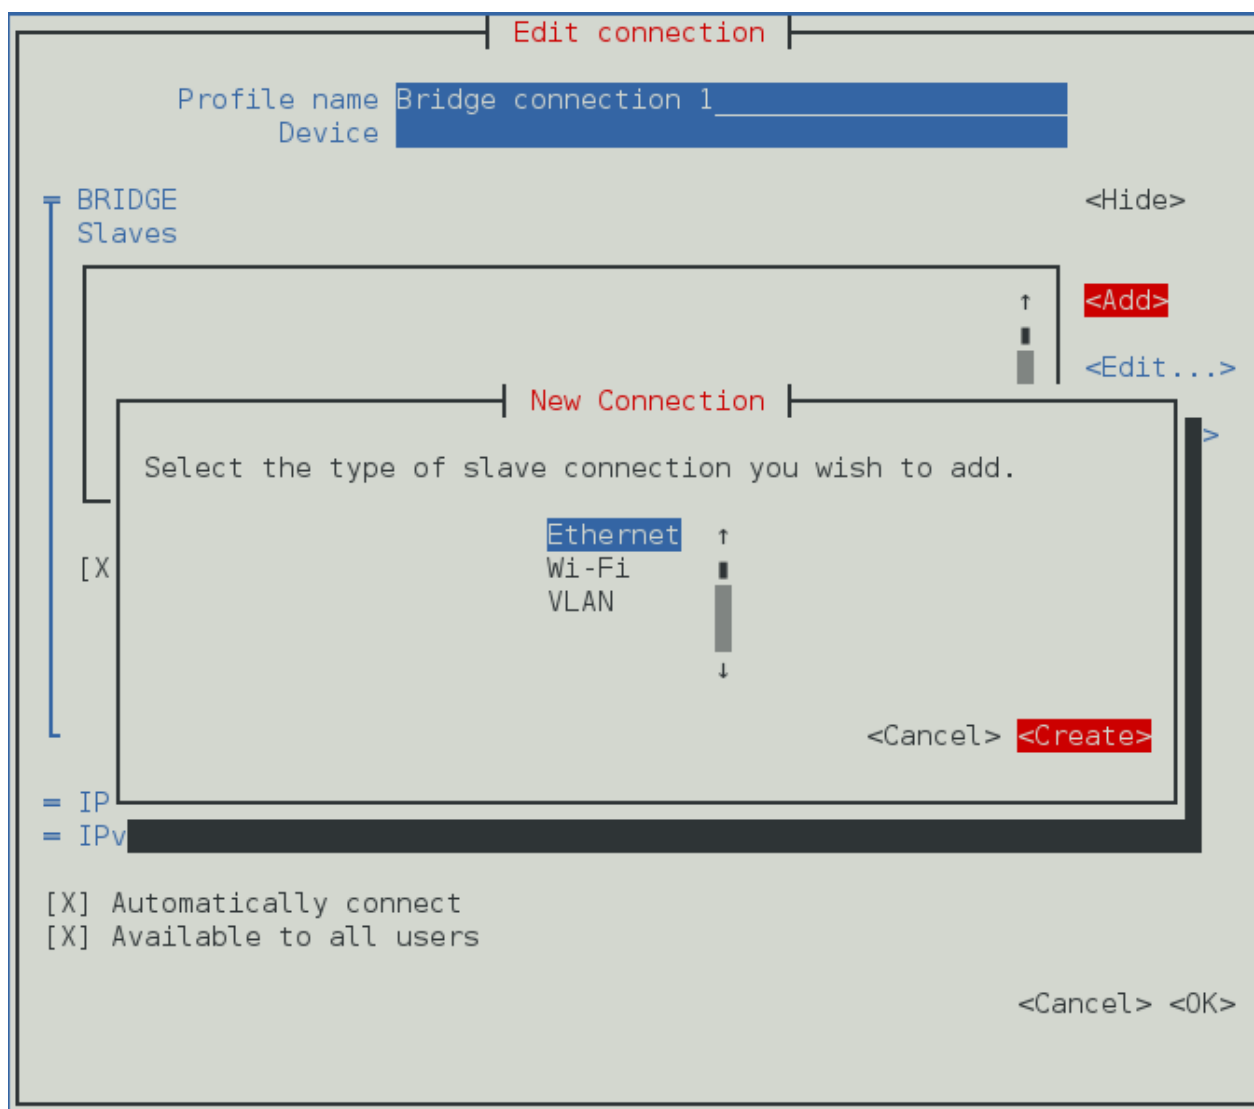 Edit connection
Profile name Bridge connection 1
Device
BRIDGE <Hide>
Slaves
↑ <Add>
<Edit...>
New Connection
>
Select the type of slave connection you wish to add.
Ethernet ↑
[X Wi-Fi
VLAN
↓
<Cancel> <Create>
= IP
= IPv
[X] Automatically connect
[X] Available to all users
<Cancel> <OK>